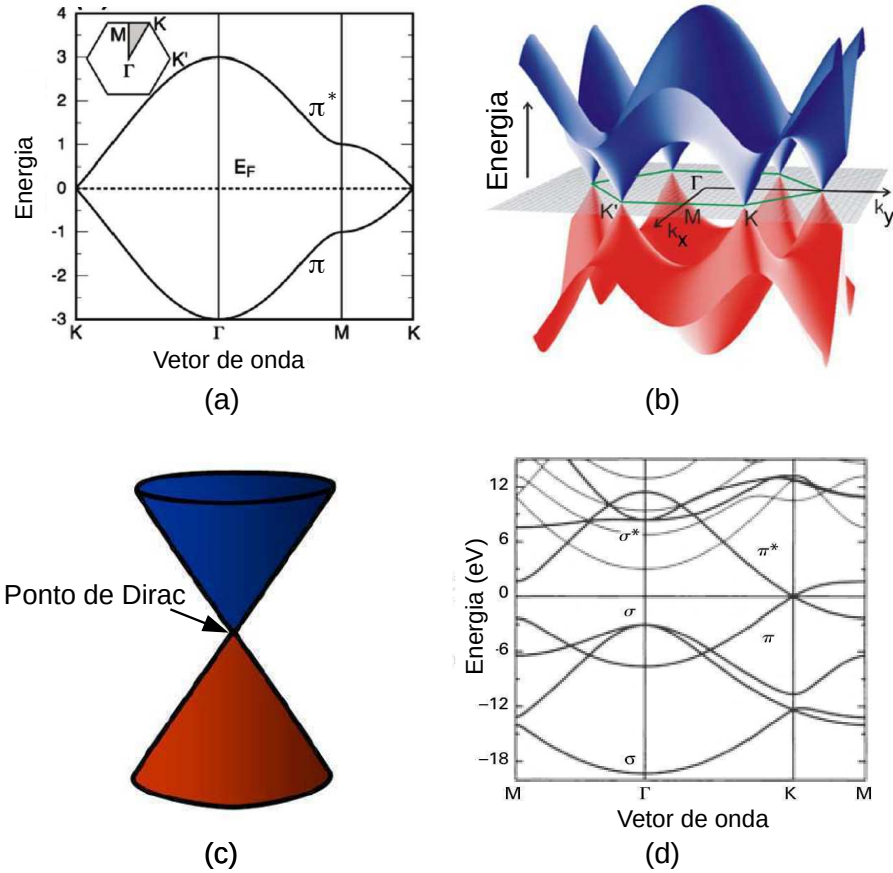 4
3
2
1
0
-1
-2
-3
Energia
M
K
K'
Γ
π*
E_F
π
K
Γ
M
K
Vetor de onda
(a)
Energia
Γ
K'
M
K
k_x
k_y
(b)
Ponto de Dirac
(c)
12
6
0
-6
-12
-18
Energia (eV)
σ*
π*
σ
π
σ
M
Γ
K
M
Vetor de onda
(d)